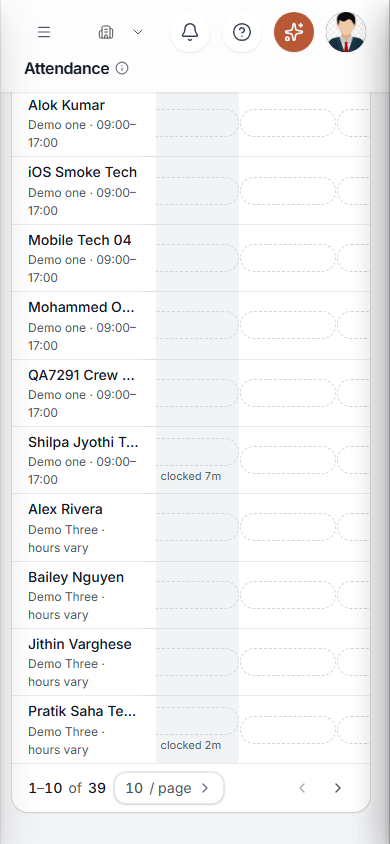 Attendance
Alok Kumar
Demo one · 09:00–
17:00
iOS Smoke Tech
Demo one · 09:00–
17:00
Mobile Tech 04
Demo one · 09:00–
17:00
Mohammed O...
Demo one · 09:00–
17:00
QA7291 Crew ...
Demo one · 09:00–
17:00
Shilpa Jyothi T...
Demo one · 09:00–
17:00
clocked 7m
Alex Rivera
Demo Three ·
hours vary
Bailey Nguyen
Demo Three ·
hours vary
Jithin Varghese
Demo Three ·
hours vary
Pratik Saha Te...
Demo Three ·
hours vary
clocked 2m
1–10 of 39 10 / page